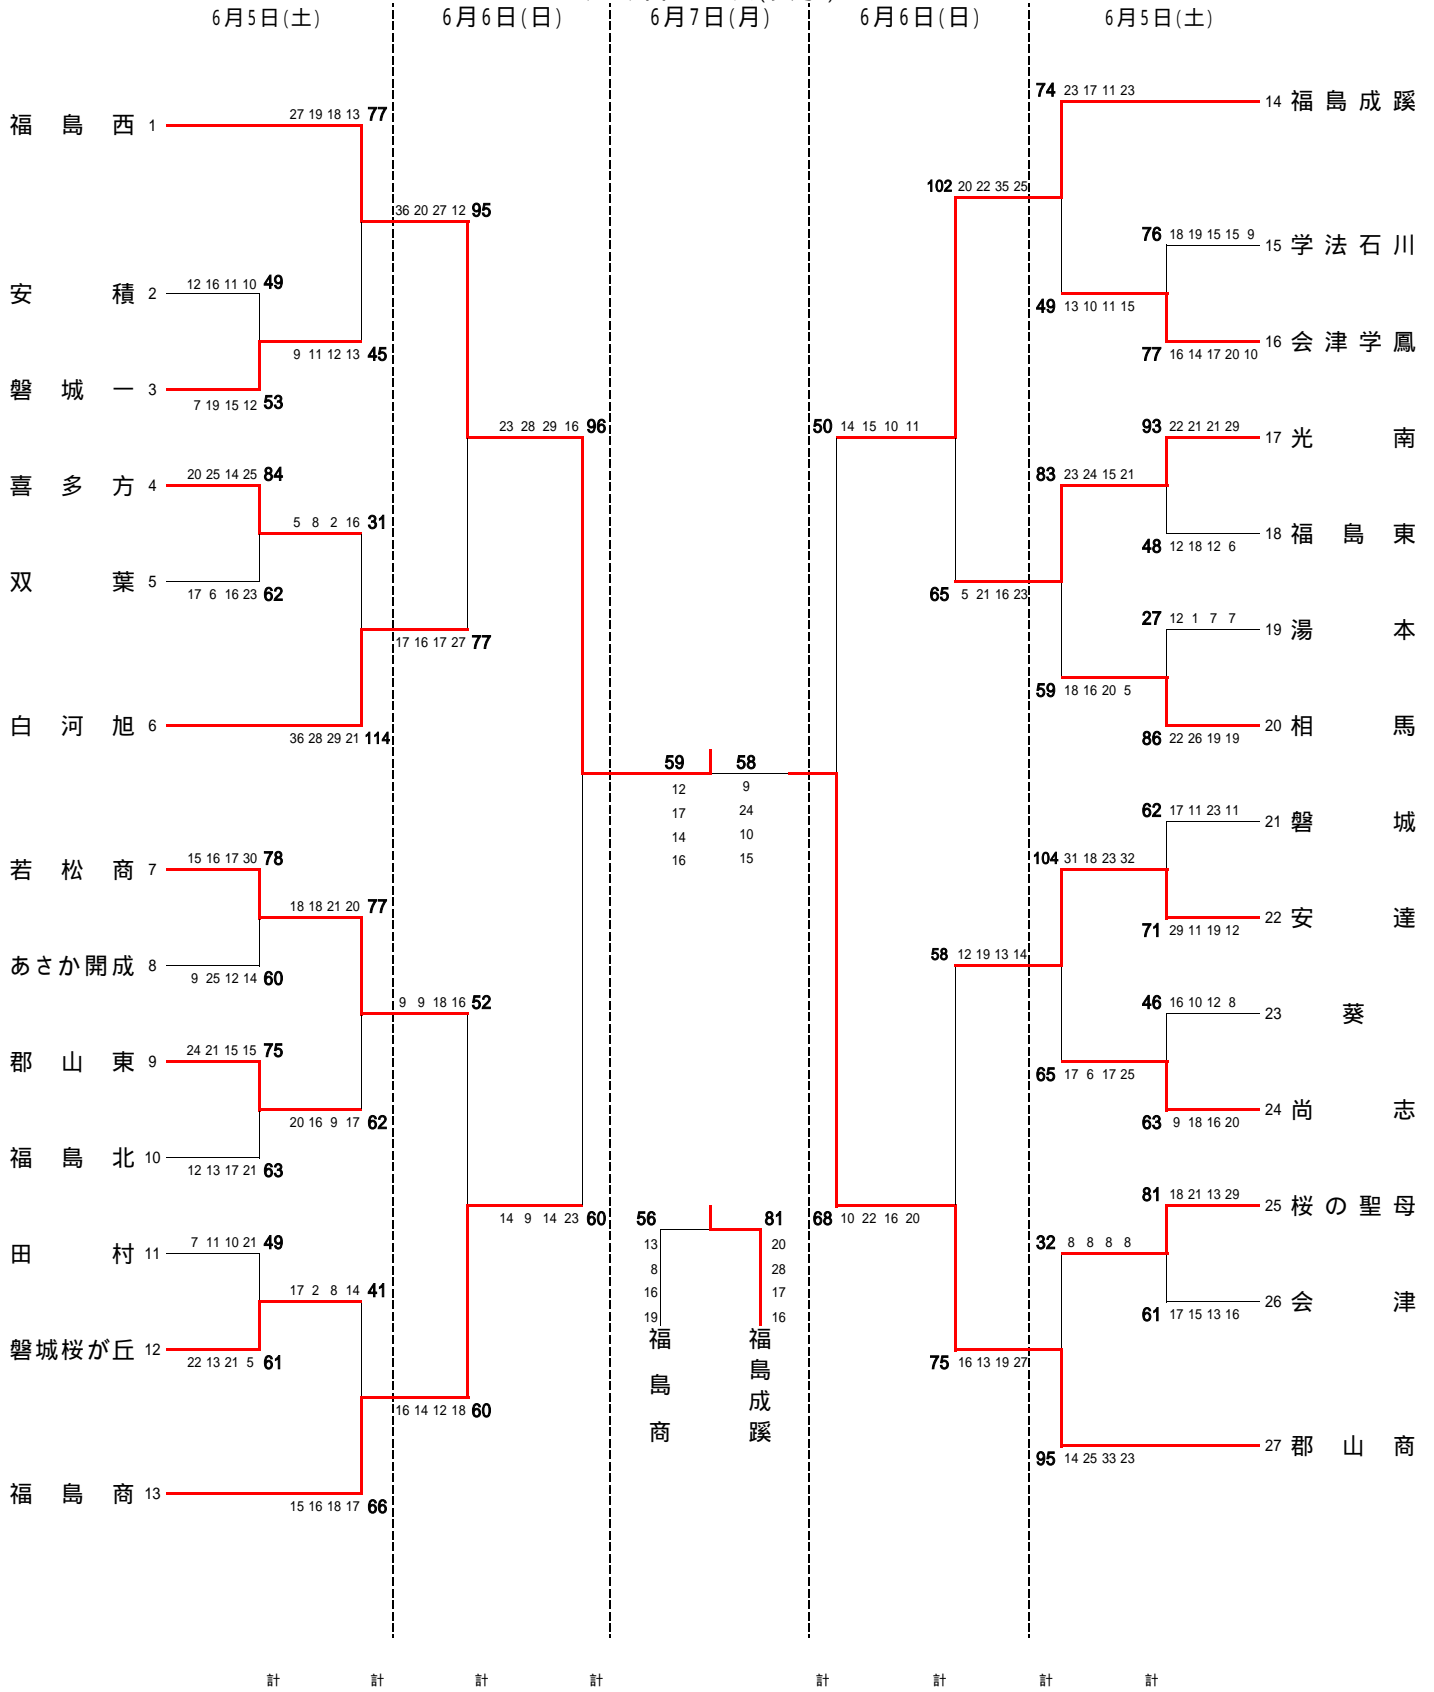 6月5日(土) 6月6日(日) 6月7日(月) 6月6日(日) 6月5日(土)
74 23 17 11 23
14 福島成蹊
福島西 1
27 19 18 13 77
102 20 22 35 25
36 20 27 12 95
76 18 19 15 15 9
15 学法石川
安積 2
12 16 11 10 49
49 13 10 11 15
16 会津学鳳
9 11 12 13 45
77 16 14 17 20 10
磐城一 3
7 19 15 12 53
23 28 29 16 96
50 14 15 10 11
93 22 21 21 29
17 光南
喜多方 4
20 25 14 25 84
83 23 24 15 21
5 8 2 16 31
18 福島東
48 12 18 12 6
双葉 5
17 6 16 23 62
65 5 21 16 23
27 12 1 7 7
19 湯本
17 16 17 27 77
59 18 16 20 5
白河旭 6
36 28 29 21 114
20 相馬
86 22 26 19 19
59 58
12 9
17 24
14 10
16 15
62 17 11 23 11
21 磐城
若松商 7
15 16 17 30 78
104 31 18 23 32
18 18 21 20 77
22 安達
71 29 11 19 12
あさか開成 8
9 25 12 14 60
58 12 19 13 14
9 9 18 16 52
46 16 10 12 8
23 葵
郡山東 9
24 21 15 15 75
65 17 6 17 25
20 16 9 17 62
24 尚志
63 9 18 16 20
福島北 10
12 13 17 21 63
81 18 21 13 29
25 桜の聖母
14 9 14 23 60
56 81
13 20
8 28
16 17
19 16
福島商
福島成蹊
68 10 22 16 20
田村 11
7 11 10 21 49
32 8 8 8 8
17 2 8 14 41
26 会津
61 17 15 13 16
磐城桜が丘 12
22 13 21 5 61
75 16 13 19 27
16 14 12 18 60
27 郡山商
95 14 25 33 23
福島商 13
15 16 18 17 66
計 計 計 計 計 計 計 計